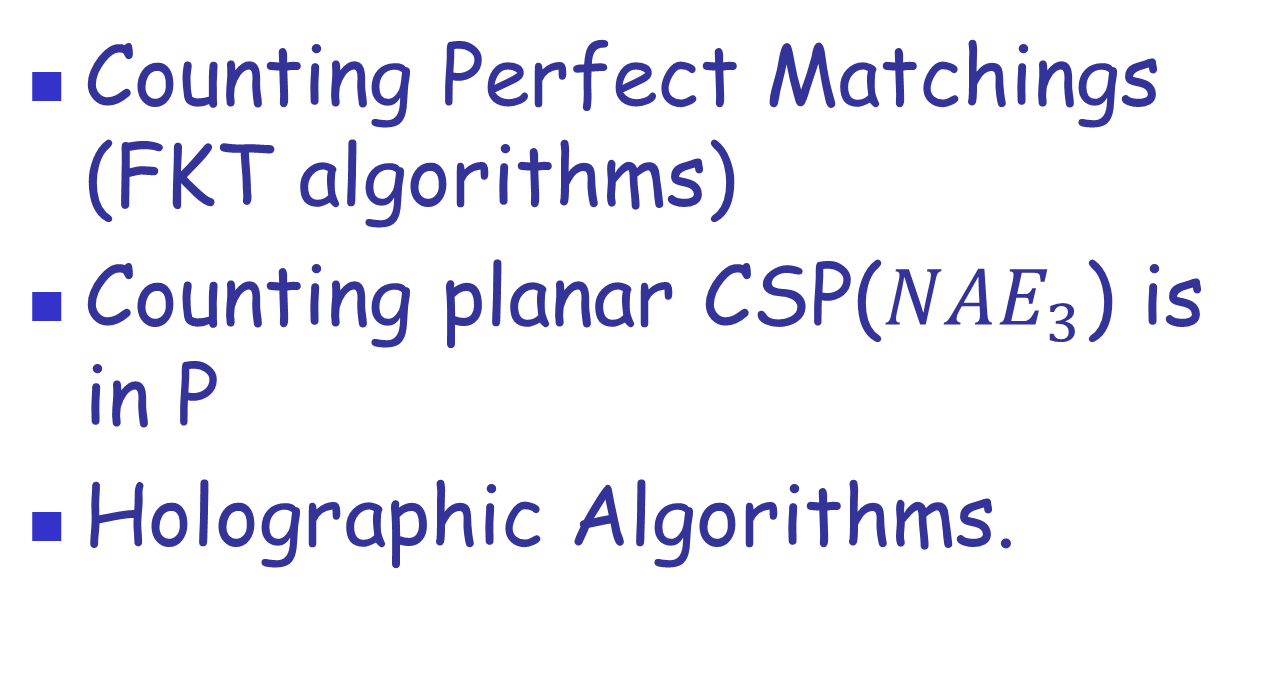 ▪ Counting Perfect Matchings
(FKT algorithms)
▪ Counting planar CSP(NAE₃) is
in P
▪ Holographic Algorithms.